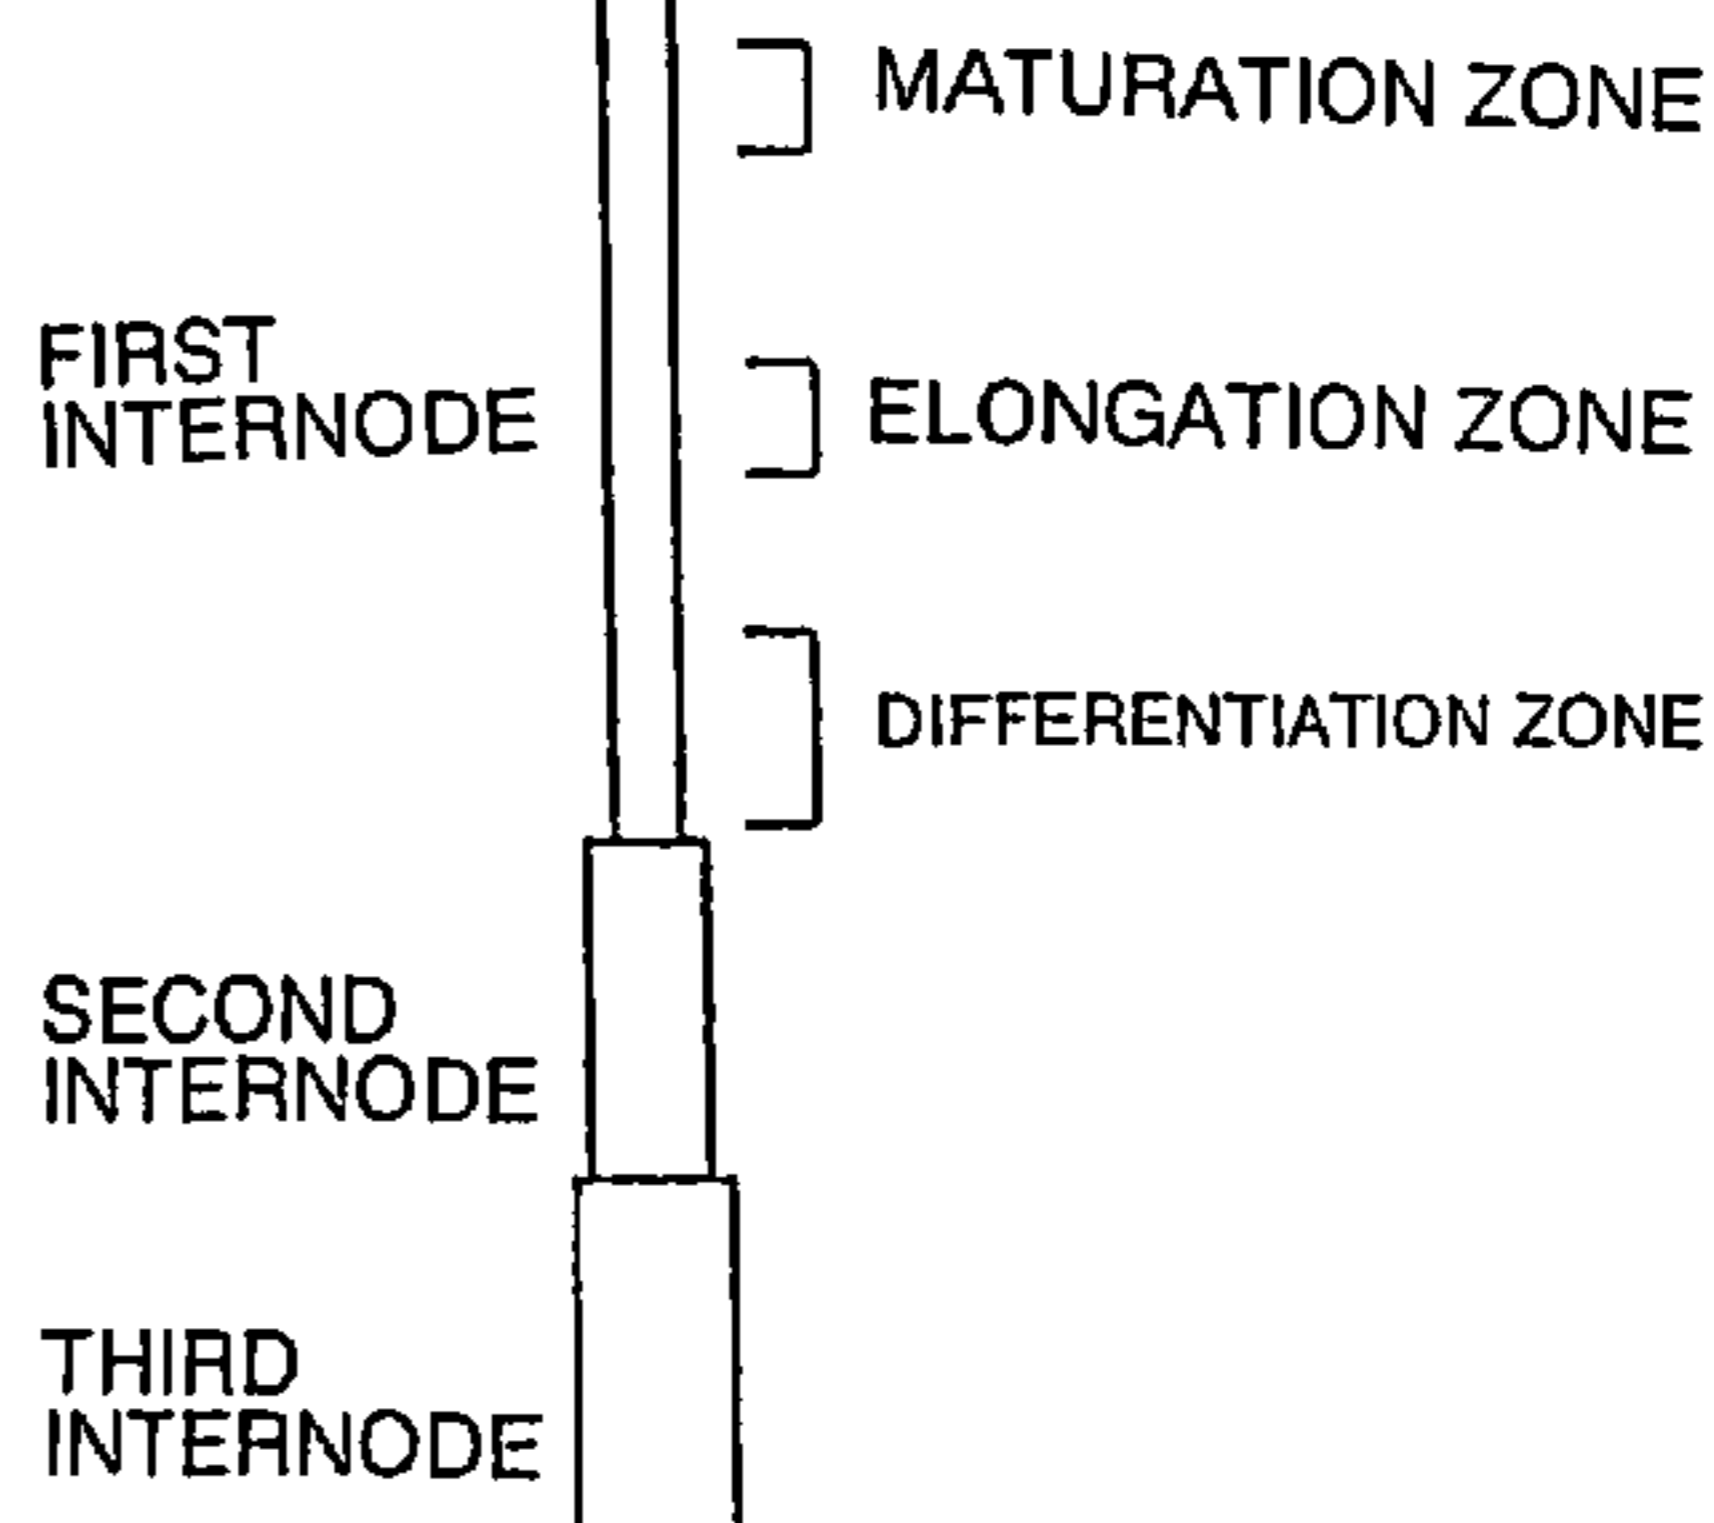 MATURATION ZONE
FIRST
INTERNODE
ELONGATION ZONE
DIFFERENTIATION ZONE
SECOND
INTERNODE
THIRD
INTERNODE